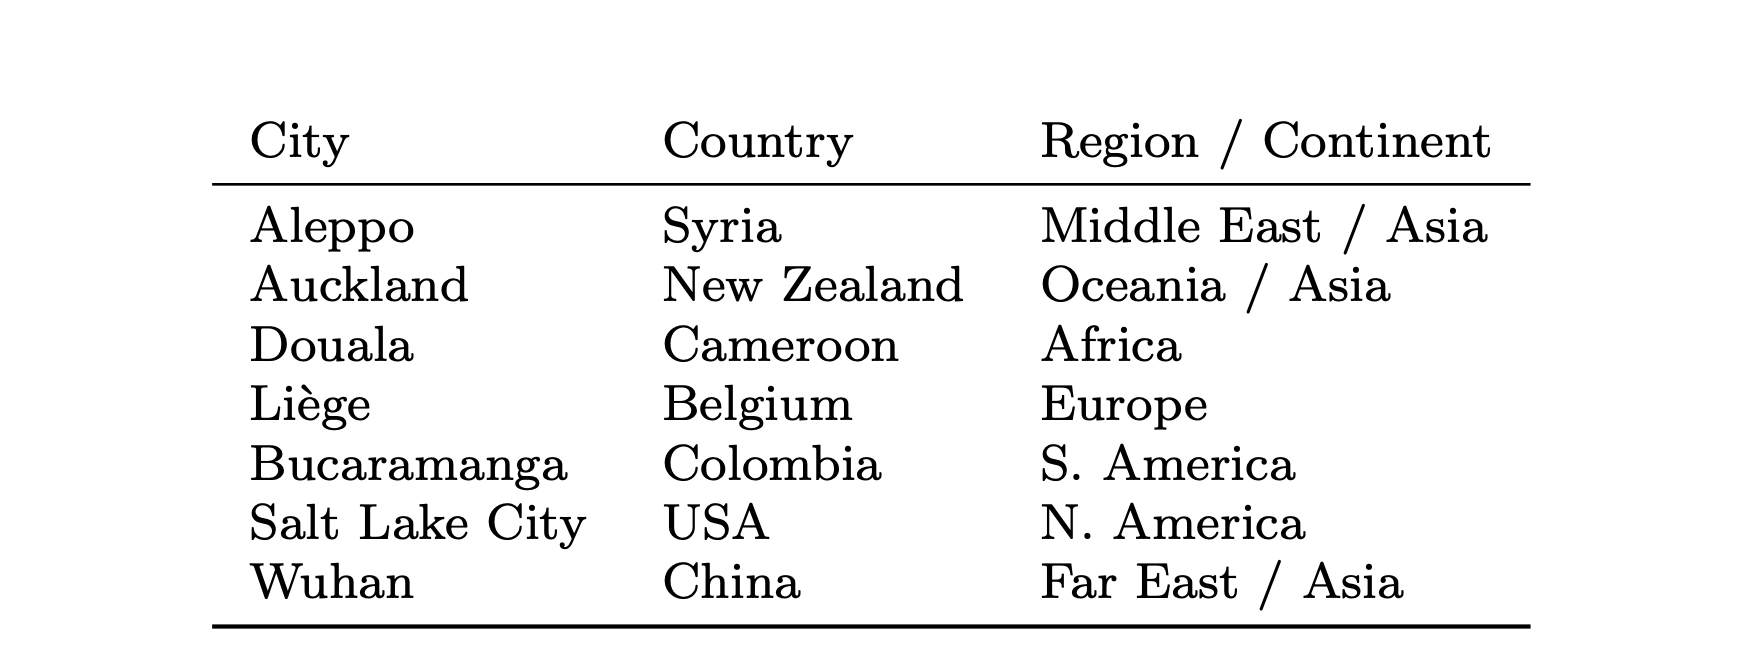 City Country Region / Continent
Aleppo Syria Middle East / Asia
Auckland New Zealand Oceania / Asia
Douala Cameroon Africa
Liège Belgium Europe
Bucaramanga Colombia S. America
Salt Lake City USA N. America
Wuhan China Far East / Asia